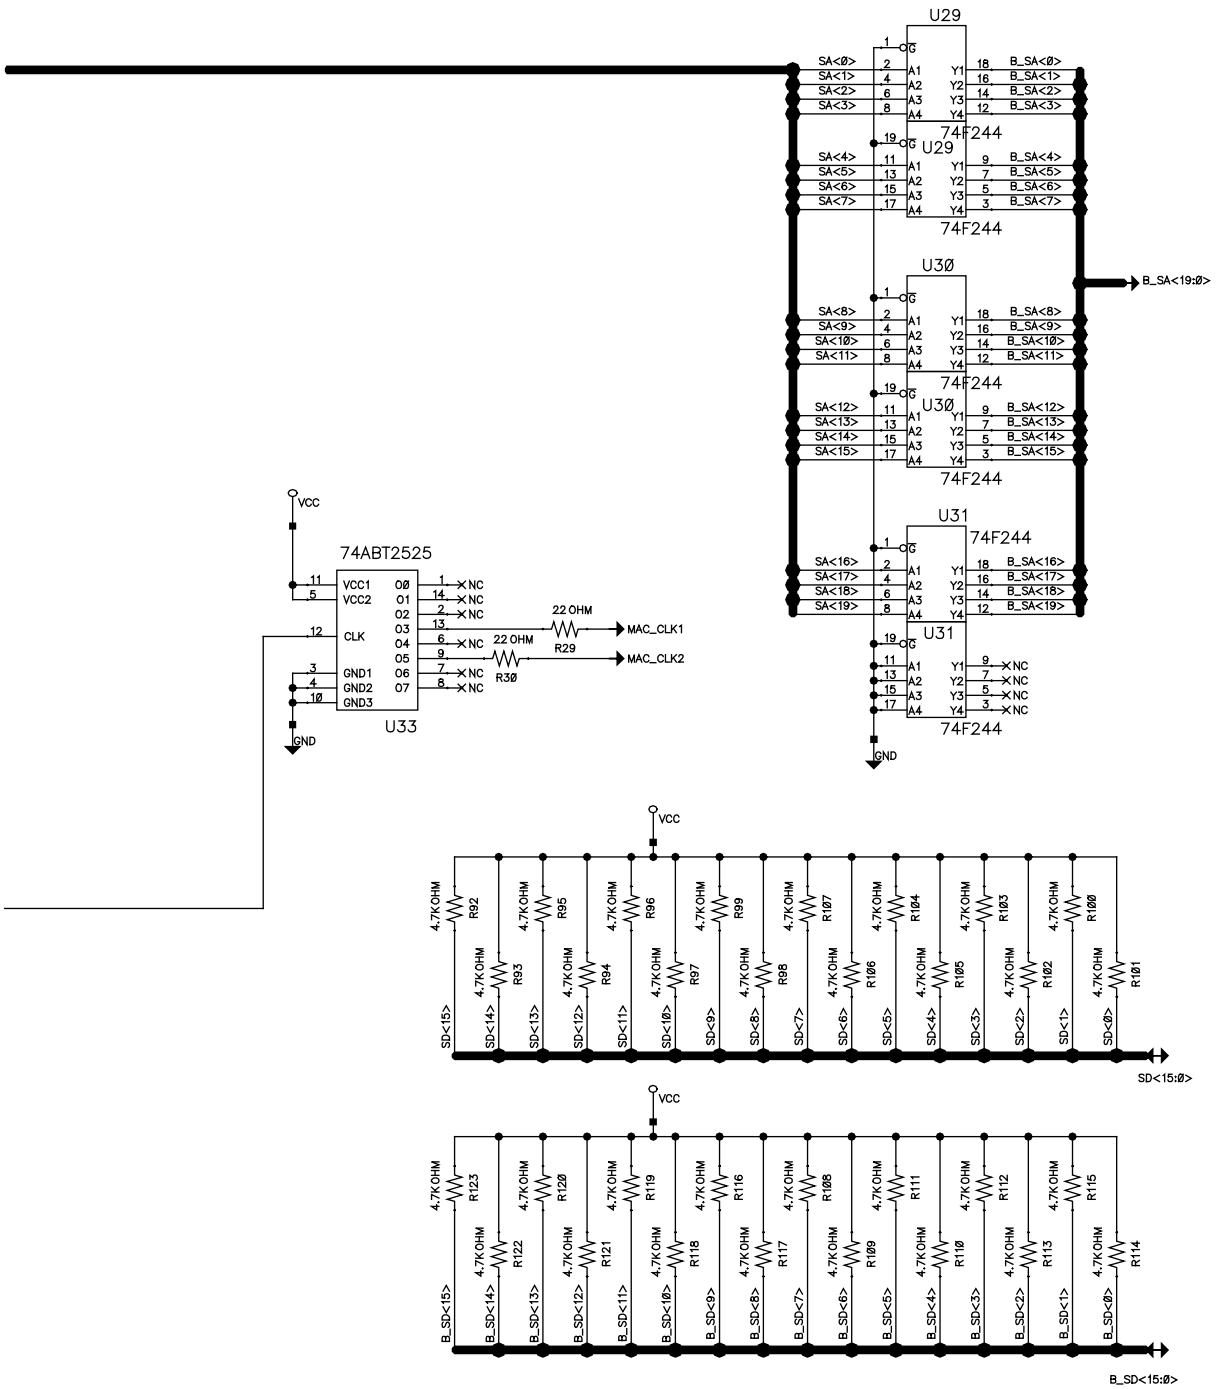 U29
1 G
SA<0> 2 A1 Y1 18 B_SA<0>
SA<1> 4 A2 Y2 16 B_SA<1>
SA<2> 6 A3 Y3 14 B_SA<2>
SA<3> 8 A4 Y4 12 B_SA<3>
74F244
19 G
U29
SA<4> 11 A1 Y1 9 B_SA<4>
SA<5> 13 A2 Y2 7 B_SA<5>
SA<6> 15 A3 Y3 5 B_SA<6>
SA<7> 17 A4 Y4 3 B_SA<7>
74F244
U30
B_SA<19:0>
1 G
SA<8> 2 A1 Y1 18 B_SA<8>
SA<9> 4 A2 Y2 16 B_SA<9>
SA<10> 6 A3 Y3 14 B_SA<10>
SA<11> 8 A4 Y4 12 B_SA<11>
74F244
19 G
U30
SA<12> 11 A1 Y1 9 B_SA<12>
SA<13> 13 A2 Y2 7 B_SA<13>
SA<14> 15 A3 Y3 5 B_SA<14>
SA<15> 17 A4 Y4 3 B_SA<15>
74F244
U31
74F244
1 G
SA<16> 2 A1 Y1 18 B_SA<16>
SA<17> 4 A2 Y2 16 B_SA<17>
SA<18> 6 A3 Y3 14 B_SA<18>
SA<19> 8 A4 Y4 12 B_SA<19>
U31
19 G
11 A1 Y1 9 NC
13 A2 Y2 7 NC
15 A3 Y3 5 NC
17 A4 Y4 3 NC
74F244
GND
VCC
74ABT2525
11 VCC1 O0 1 NC
5 VCC2 O1 14 NC
O2 2 NC
22 OHM
12 CLK O3 13 R29 MAC_CLK1
O4 6 NC
22 OHM
O5 9 R30 MAC_CLK2
3 GND1 O6 7 NC
4 GND2 O7 8 NC
10 GND3
U33
GND
VCC
4.7KOHM R92
4.7KOHM R95
4.7KOHM R96
4.7KOHM R99
4.7KOHM R107
4.7KOHM R104
4.7KOHM R103
4.7KOHM R100
4.7KOHM R93
4.7KOHM R94
4.7KOHM R97
4.7KOHM R98
4.7KOHM R106
4.7KOHM R105
4.7KOHM R102
4.7KOHM R101
SD<15> SD<14> SD<13> SD<12> SD<11> SD<10> SD<9> SD<8> SD<7> SD<6> SD<5> SD<4> SD<3> SD<2> SD<1> SD<0>
SD<15:0>
VCC
4.7KOHM R123
4.7KOHM R120
4.7KOHM R119
4.7KOHM R116
4.7KOHM R108
4.7KOHM R111
4.7KOHM R112
4.7KOHM R115
4.7KOHM R122
4.7KOHM R121
4.7KOHM R118
4.7KOHM R117
4.7KOHM R109
4.7KOHM R110
4.7KOHM R113
4.7KOHM R114
B_SD<15> B_SD<14> B_SD<13> B_SD<12> B_SD<11> B_SD<10> B_SD<9> B_SD<8> B_SD<7> B_SD<6> B_SD<5> B_SD<4> B_SD<3> B_SD<2> B_SD<1> B_SD<0>
B_SD<15:0>